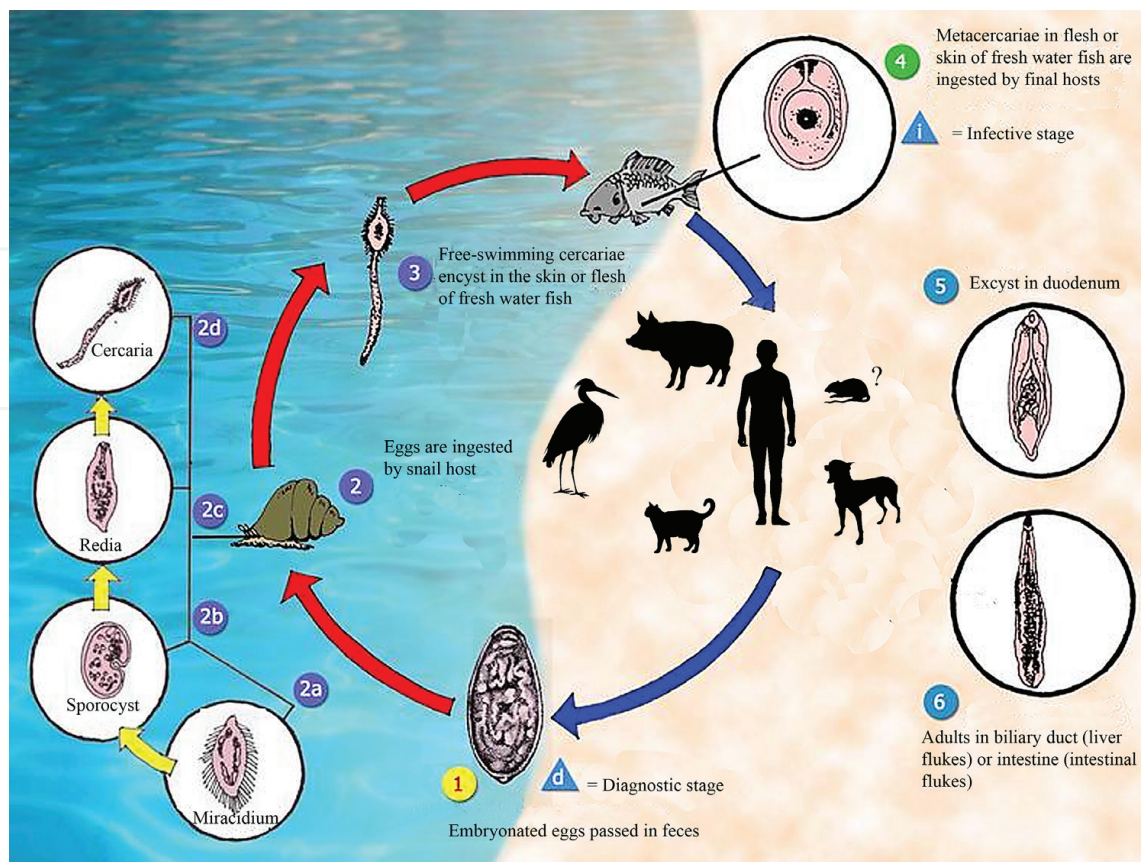 4
Metacercariae in flesh or
skin of fresh water fish are
ingested by final hosts
i
= Infective stage
3
Free-swimming cercariae
encyst in the skin or flesh
of fresh water fish
5
Excyst in duodenum
2d
Cercaria
?
Eggs are ingested
by snail host
2
2c
Redia
2b
Sporocyst
2a
Miracidium
1
d
= Diagnostic stage
Embryonated eggs passed in feces
6
Adults in biliary duct (liver
flukes) or intestine (intestinal
flukes)